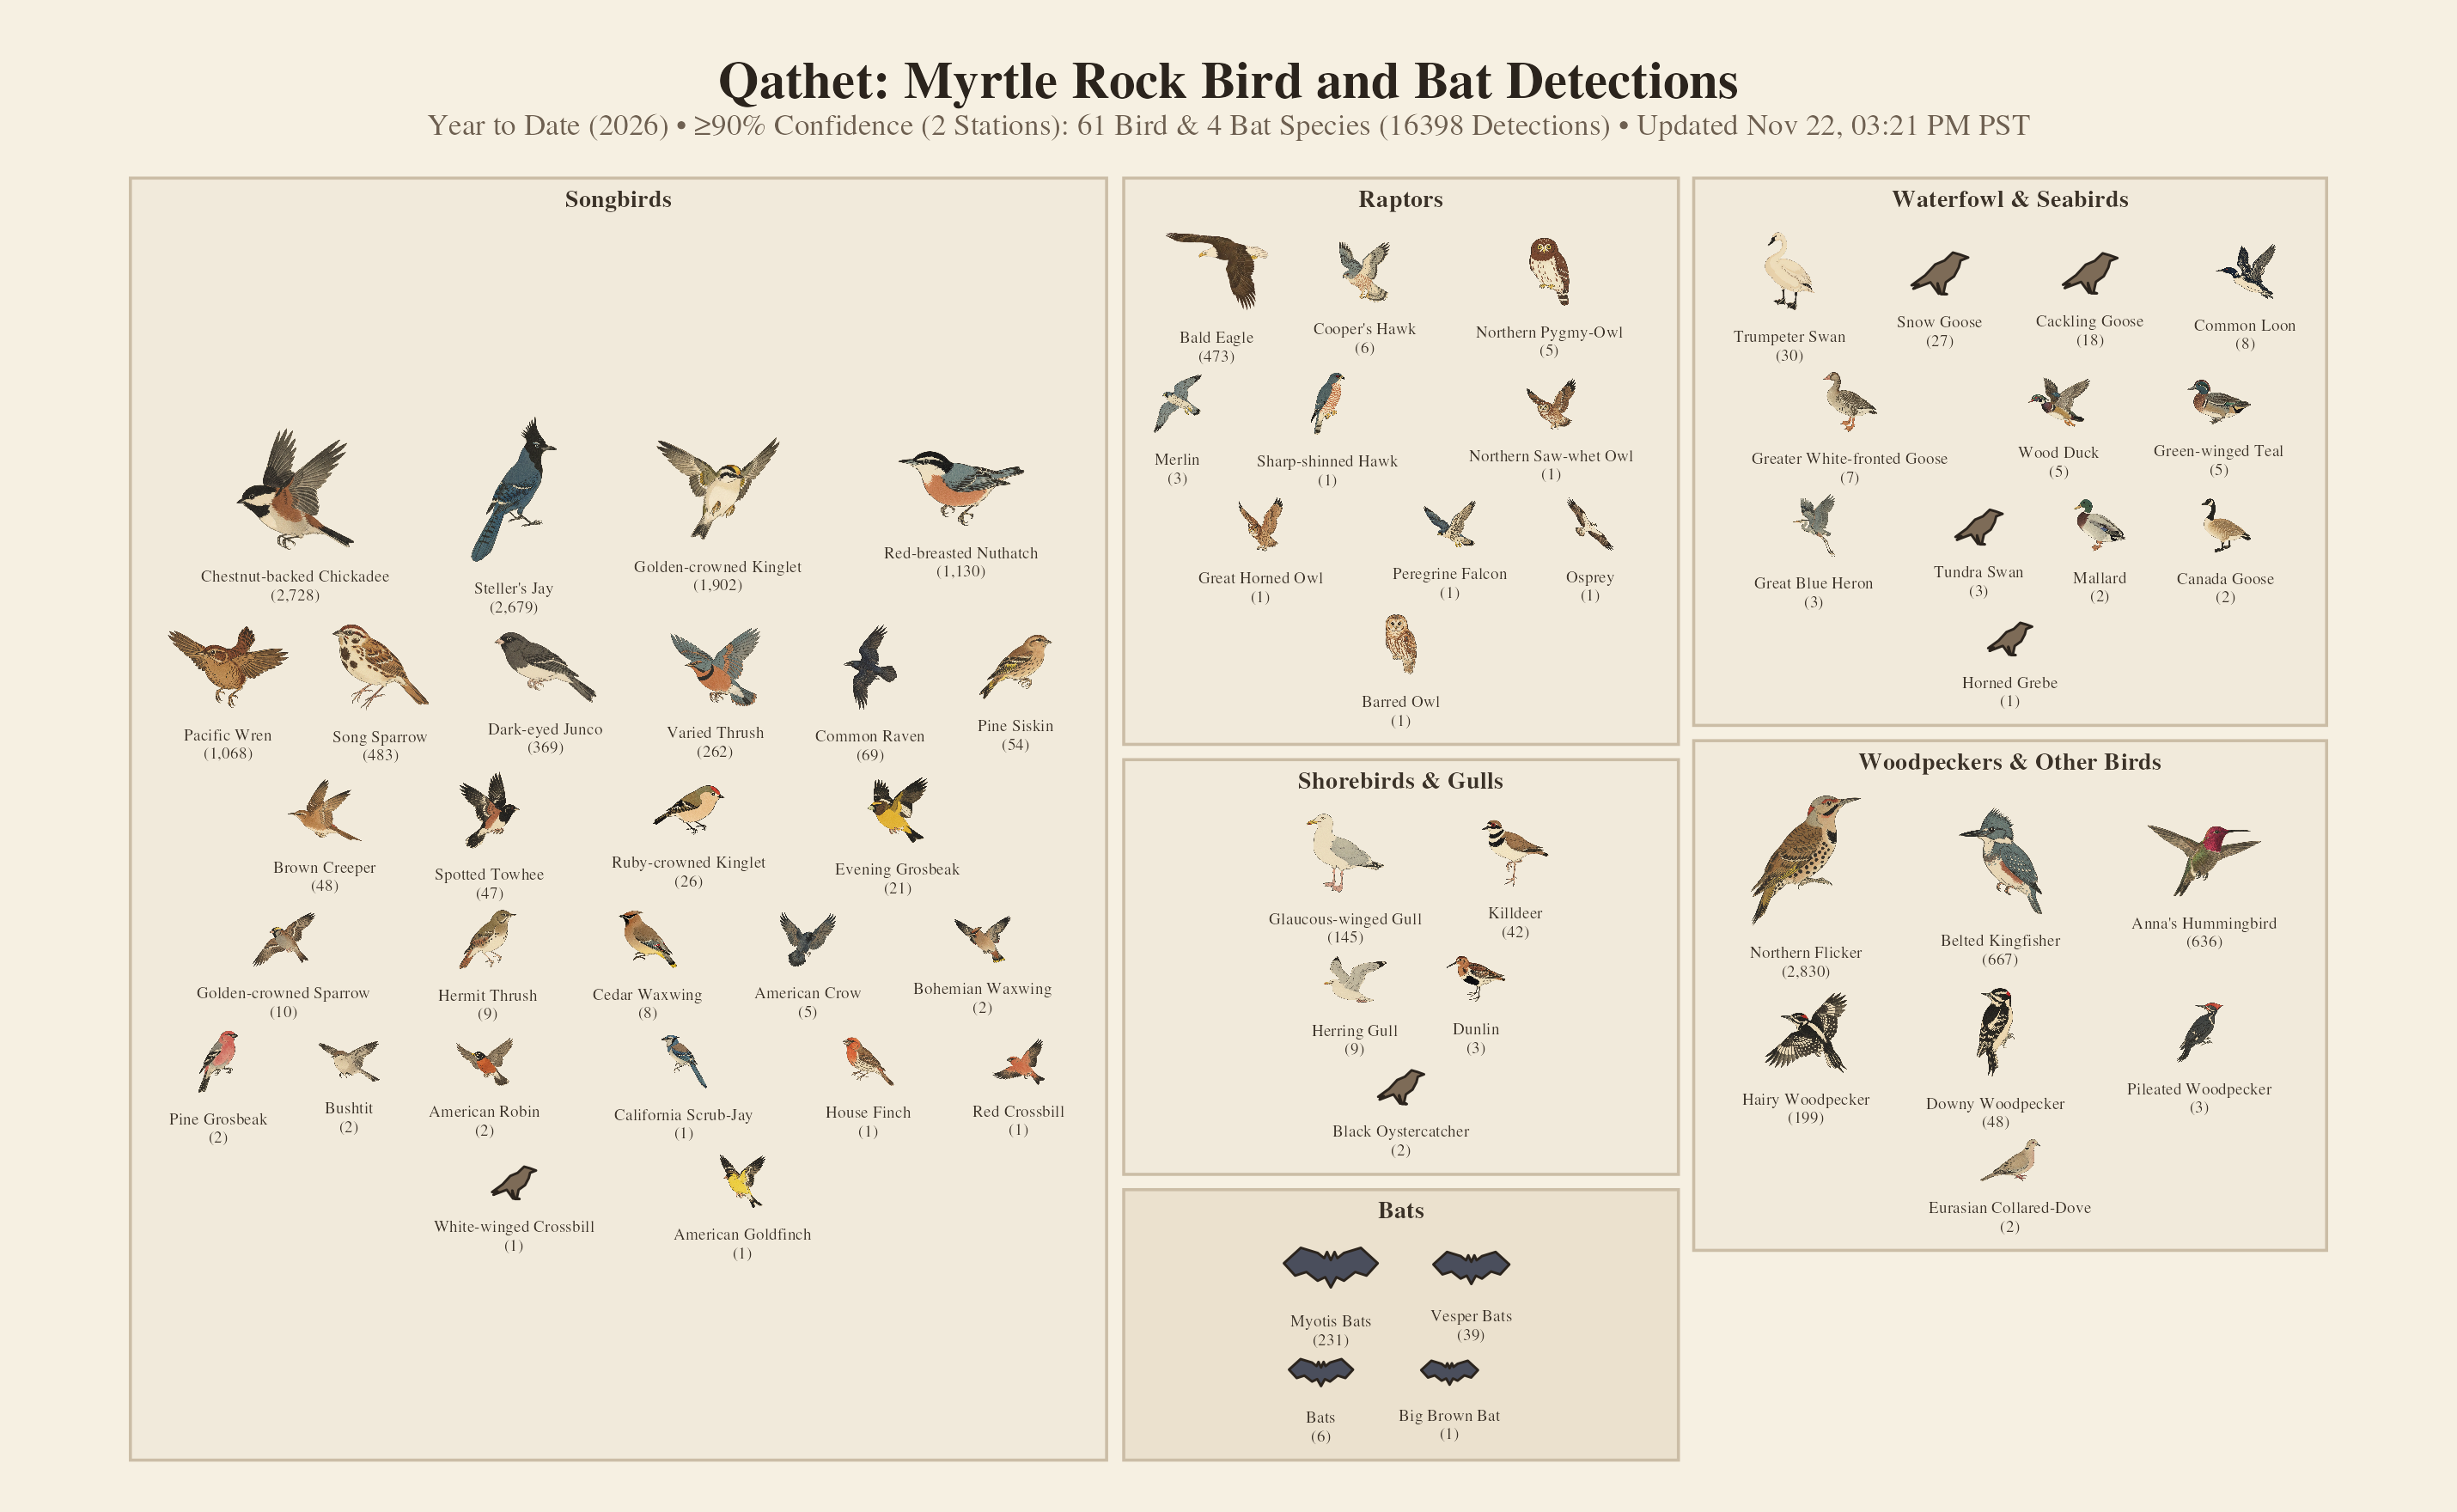 Qathet: Myrtle Rock Bird and Bat Detections
Year to Date (2026) • ≥90% Confidence (2 Stations): 61 Bird & 4 Bat Species (16398 Detections) • Updated Nov 22, 03:21 PM PST
Songbirds
Chestnut-backed Chickadee
(2,728)
Steller's Jay
(2,679)
Golden-crowned Kinglet
(1,902)
Red-breasted Nuthatch
(1,130)
Pacific Wren
(1,068)
Song Sparrow
(483)
Dark-eyed Junco
(369)
Varied Thrush
(262)
Common Raven
(69)
Pine Siskin
(54)
Brown Creeper
(48)
Spotted Towhee
(47)
Ruby-crowned Kinglet
(26)
Evening Grosbeak
(21)
Golden-crowned Sparrow
(10)
Hermit Thrush
(9)
Cedar Waxwing
(8)
American Crow
(5)
Bohemian Waxwing
(2)
Pine Grosbeak
(2)
Bushtit
(2)
American Robin
(2)
California Scrub-Jay
(1)
House Finch
(1)
Red Crossbill
(1)
White-winged Crossbill
(1)
American Goldfinch
(1)
Raptors
Bald Eagle
(473)
Cooper's Hawk
(6)
Northern Pygmy-Owl
(5)
Merlin
(3)
Sharp-shinned Hawk
(1)
Northern Saw-whet Owl
(1)
Great Horned Owl
(1)
Peregrine Falcon
(1)
Osprey
(1)
Barred Owl
(1)
Shorebirds & Gulls
Glaucous-winged Gull
(145)
Killdeer
(42)
Herring Gull
(9)
Dunlin
(3)
Black Oystercatcher
(2)
Bats
Myotis Bats
(231)
Vesper Bats
(39)
Bats
(6)
Big Brown Bat
(1)
Waterfowl & Seabirds
Trumpeter Swan
(30)
Snow Goose
(27)
Cackling Goose
(18)
Common Loon
(8)
Greater White-fronted Goose
(7)
Wood Duck
(5)
Green-winged Teal
(5)
Great Blue Heron
(3)
Tundra Swan
(3)
Mallard
(2)
Canada Goose
(2)
Horned Grebe
(1)
Woodpeckers & Other Birds
Northern Flicker
(2,830)
Belted Kingfisher
(667)
Anna's Hummingbird
(636)
Hairy Woodpecker
(199)
Downy Woodpecker
(48)
Pileated Woodpecker
(3)
Eurasian Collared-Dove
(2)